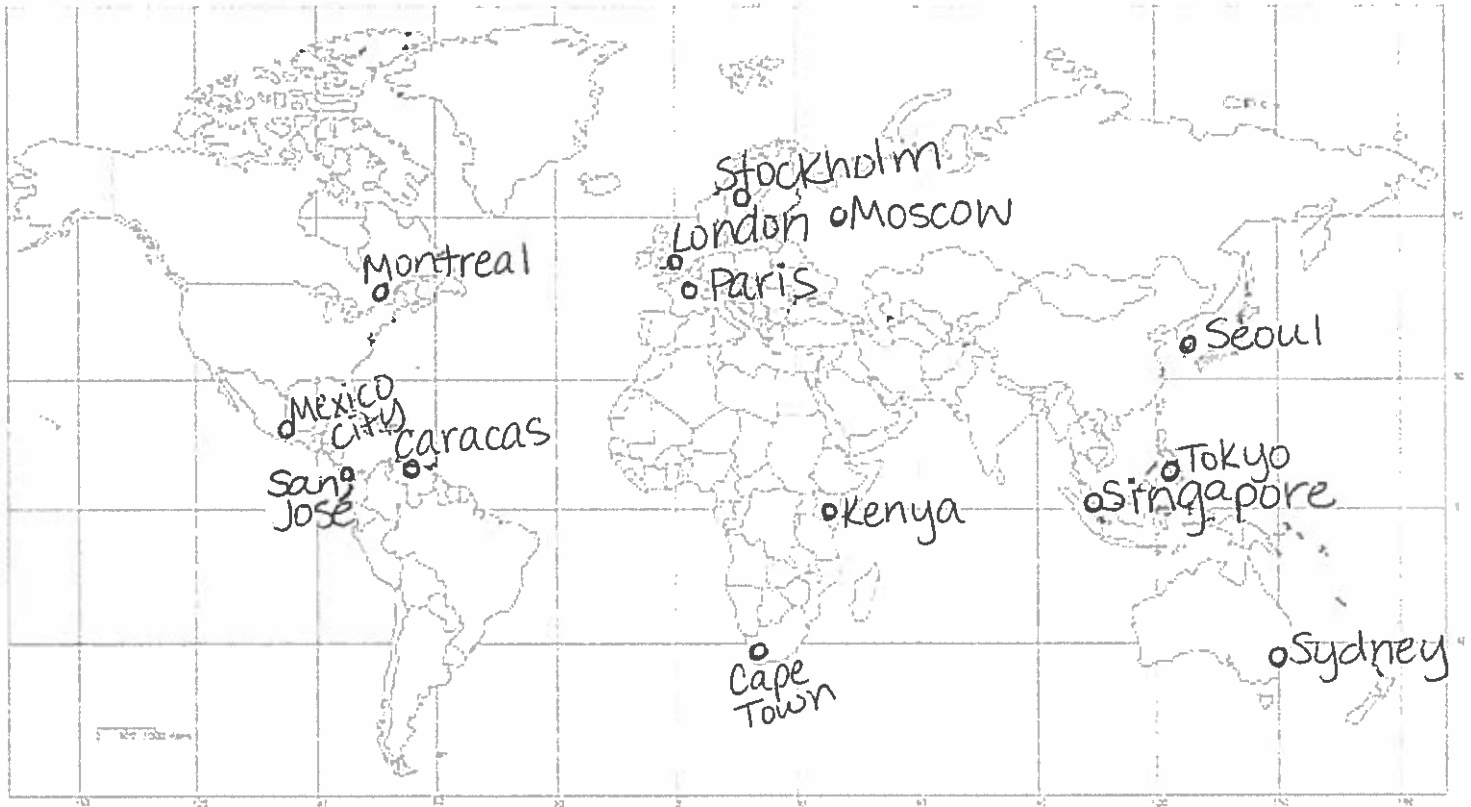 Stockholm
London
Moscow
Montreal
Paris
Seoul
Mexico
City
Caracas
San
José
Tokyo
Singapore
Kenya
Sydney
Cape
Town